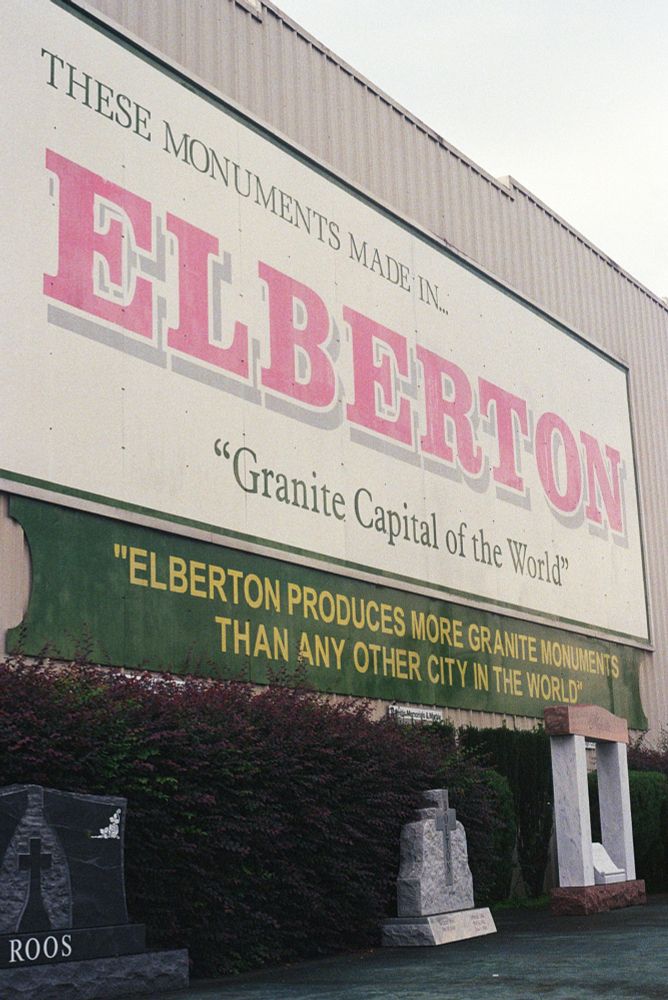 THESE MONUMENTS MADE IN...
ELBERTON
“Granite Capital of the World”
"ELBERTON PRODUCES MORE GRANITE MONUMENTS
THAN ANY OTHER CITY IN THE WORLD"
ROOS